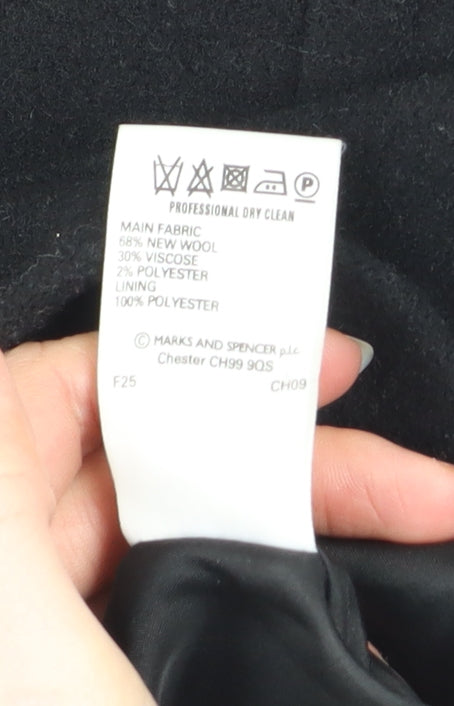 P
PROFESSIONAL DRY CLEAN
MAIN FABRIC
68% NEW WOOL
30% VISCOSE
2% POLYESTER
LINING
100% POLYESTER
© MARKS AND SPENCER p.l.c.
Chester CH99 9QS
F25 CH09